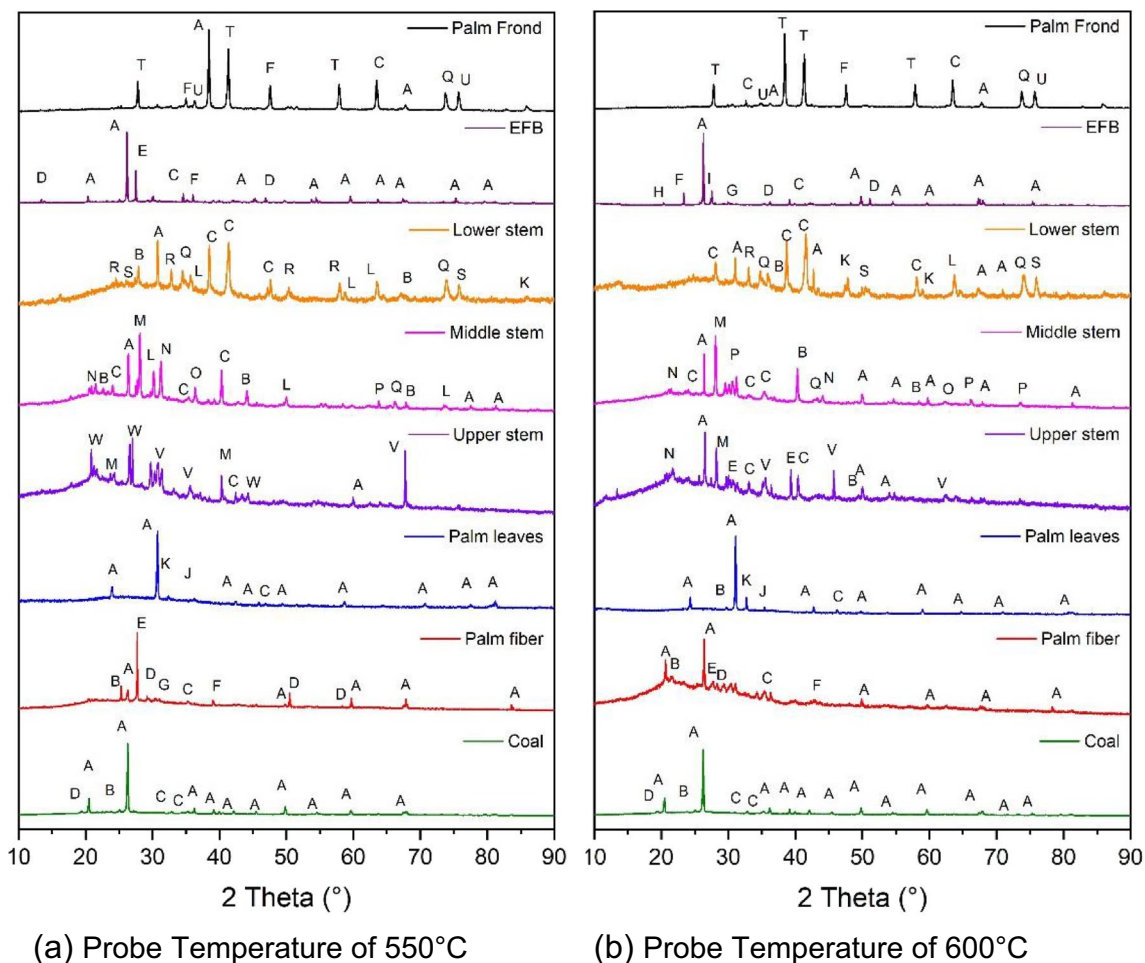 Palm Frond
T F U A T F T C A Q U
EFB
D A A E C F A D A A A A A A
Lower stem
R S B A R Q L C C C R R L L B Q S K
Middle stem
N B C A M L N C O C B L P Q B L A A
Upper stem
W M W V V M C W A V
Palm leaves
A A K J A A C A A A A A
Palm fiber
B A E D G C F A D D A A A
Coal
D A B A C C A A A A A A A A
10 20 30 40 50 60 70 80 90
2 Theta (°)
(a) Probe Temperature of 550°C
Palm Frond
T C U A T T F T C A Q U
EFB
H F A I G D C A D A A A A
Lower stem
C A R Q B C C A K S C K L A A Q S
Middle stem
N C A M P C C B Q N A A B A O P A P A
Upper stem
N A M E C V E C V B A A V
Palm leaves
A B A K J A C A A A A A
Palm fiber
A B A E D C F A A A A
Coal
D A B A C C A A A A A A A A A A
10 20 30 40 50 60 70 80 90
2 Theta (°)
(b) Probe Temperature of 600°C